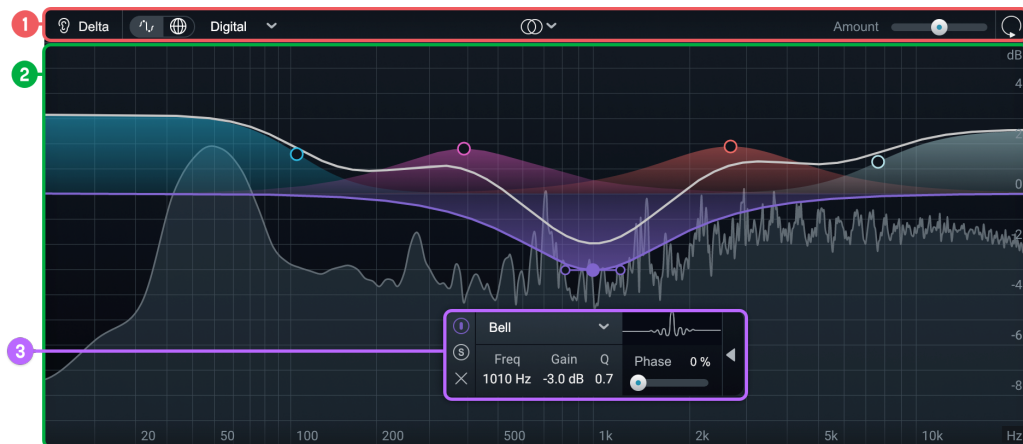 1 Delta Digital Amount
2
dB
4
2
0
-2
-4
-6
-8
3
Bell
S
Freq Gain Q Phase 0 %
1010 Hz -3.0 dB 0.7
20 50 100 200 500 1k 2k 5k 10k Hz